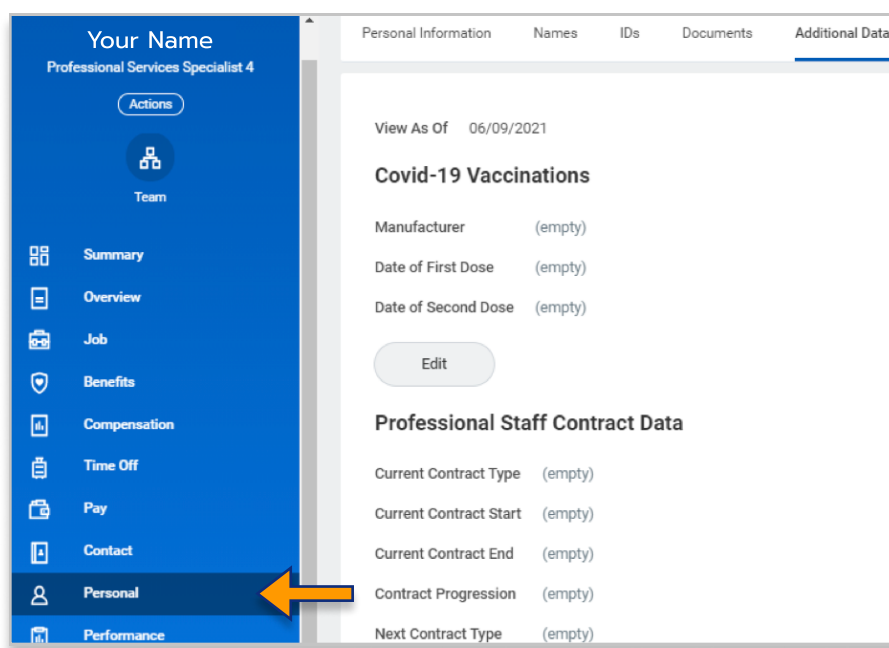 Your Name
Professional Services Specialist 4
Actions
Team
Summary
Overview
Job
Benefits
Compensation
Time Off
Pay
Contact
Personal
Performance
Personal Information Names IDs Documents Additional Data
View As Of 06/09/2021
Covid-19 Vaccinations
Manufacturer (empty)
Date of First Dose (empty)
Date of Second Dose (empty)
Edit
Professional Staff Contract Data
Current Contract Type (empty)
Current Contract Start (empty)
Current Contract End (empty)
Contract Progression (empty)
Next Contract Type (empty)